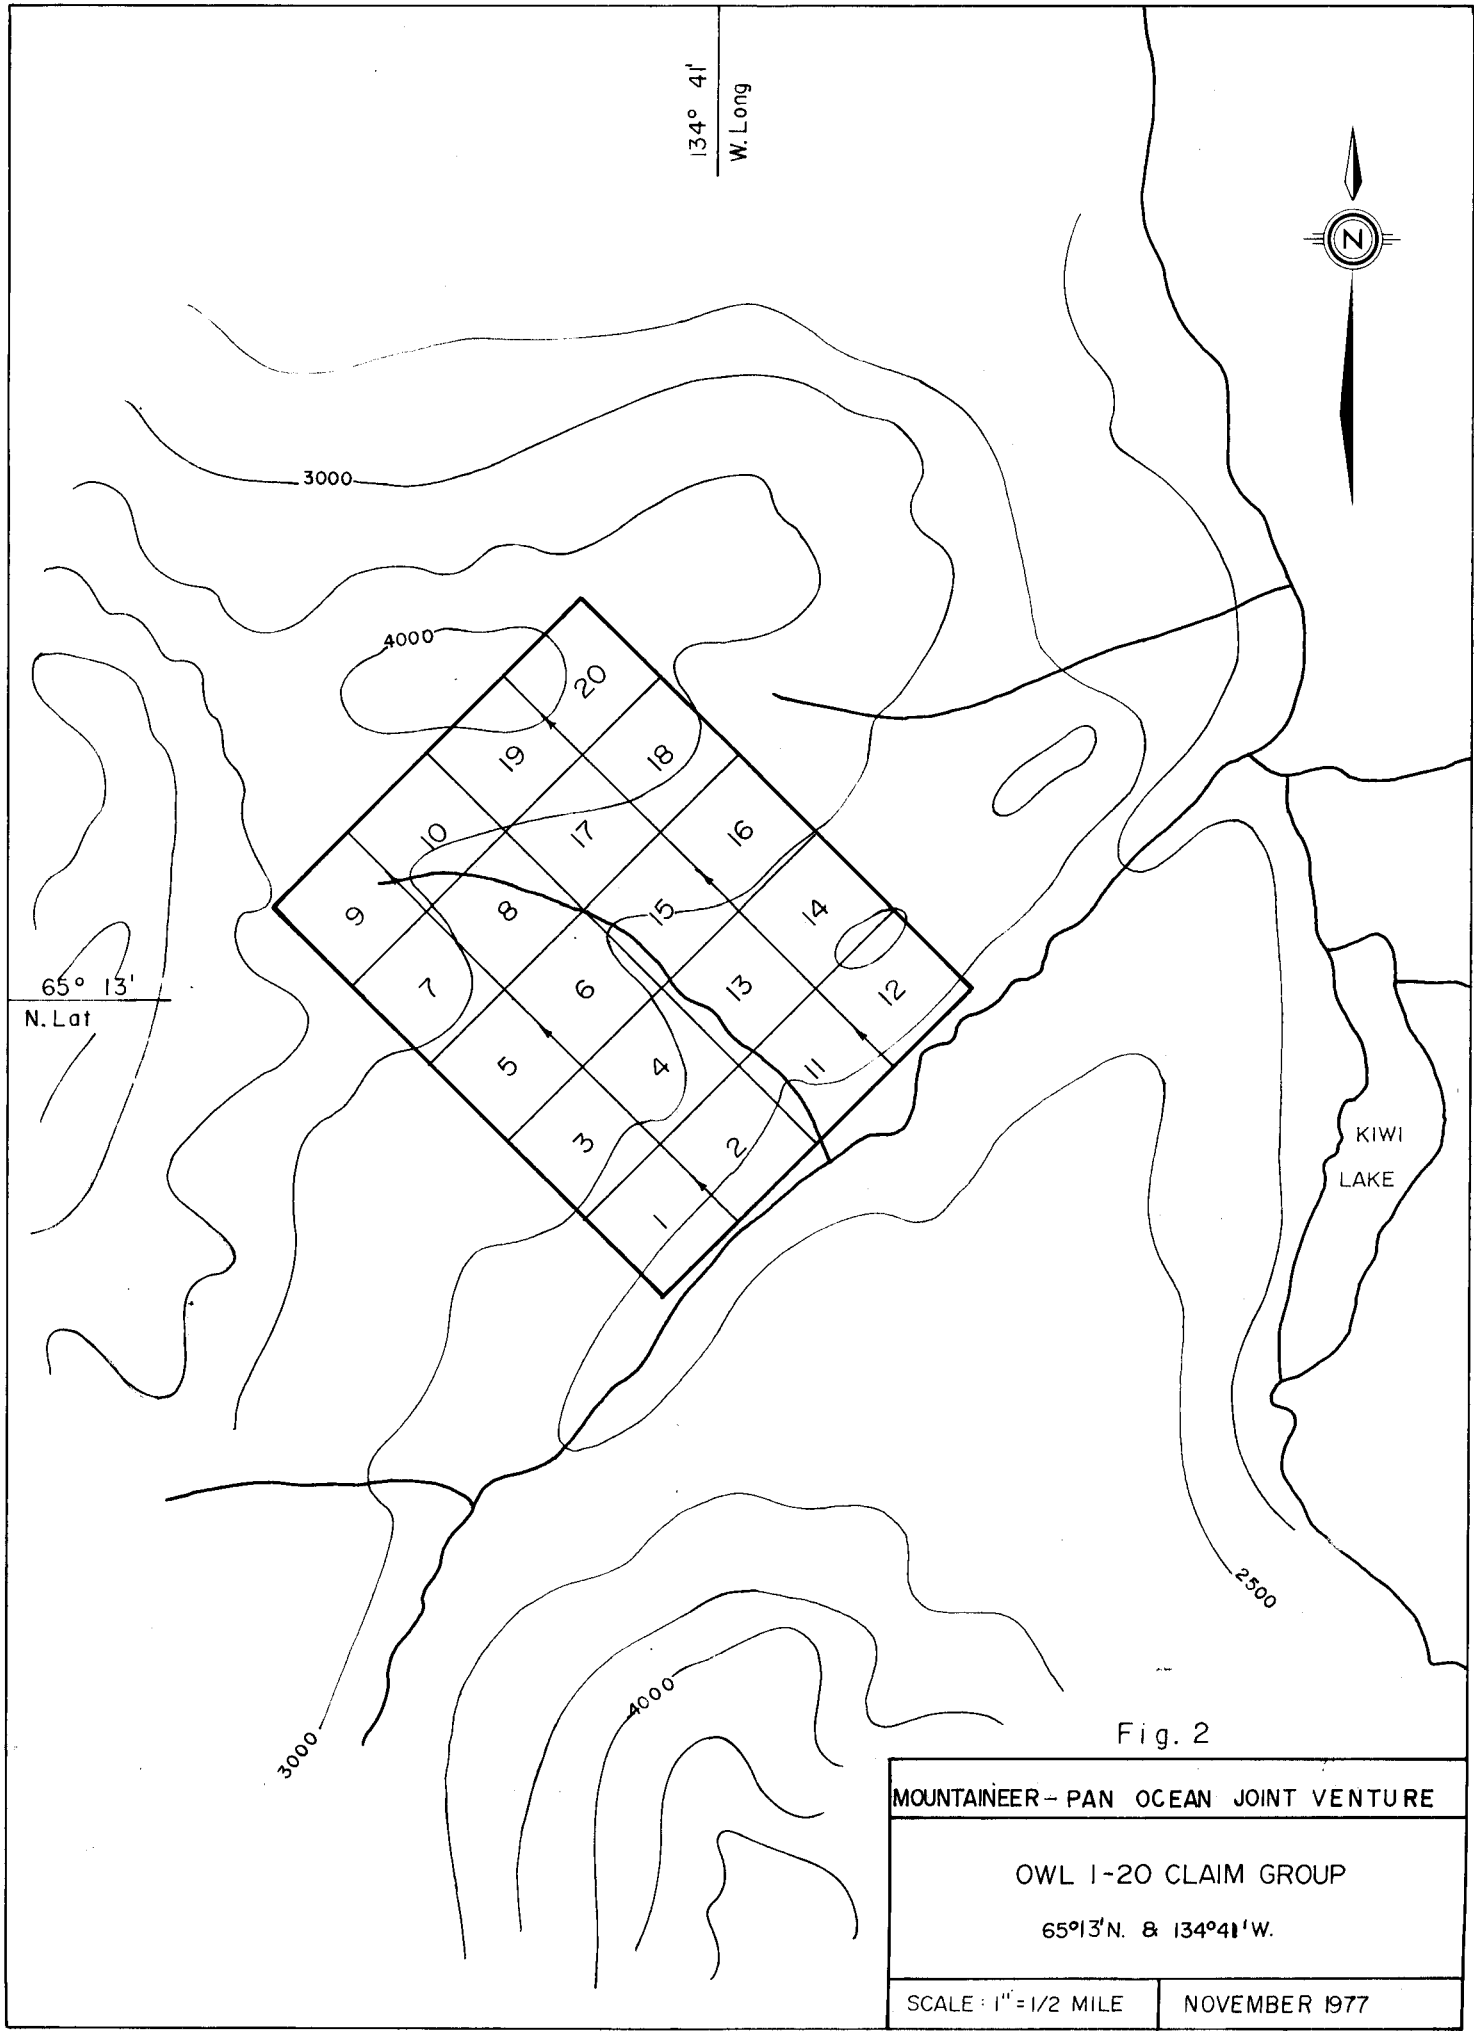 134° 41'
W. Long
N
3000
4000
20
19
18
10
17
16
9
8
15
14
7
6
13
12
5
4
11
3
2
1
65° 13'
N. Lat
KIWI
LAKE
2500
4000
3000
Fig. 2
MOUNTAINEER - PAN OCEAN JOINT VENTURE
OWL 1-20 CLAIM GROUP
65°13'N. & 134°41'W.
SCALE : 1" = 1/2 MILE
NOVEMBER 1977